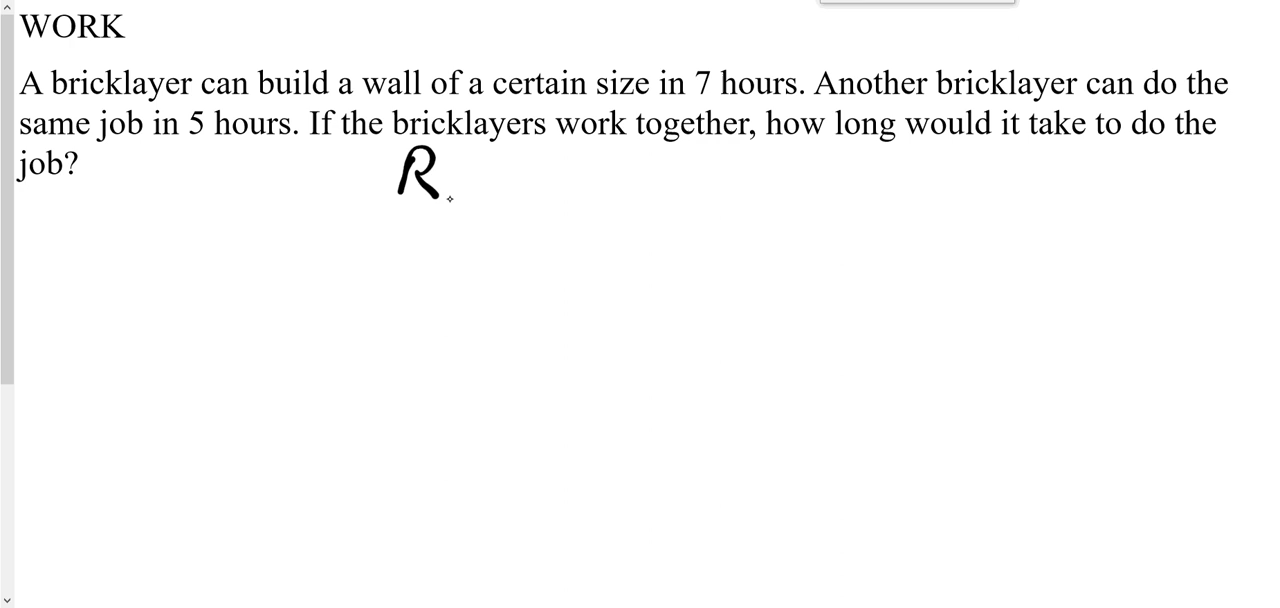 WORK
A bricklayer can build a wall of a certain size in 7 hours. Another bricklayer can do the
same job in 5 hours. If the bricklayers work together, how long would it take to do the
job?
R